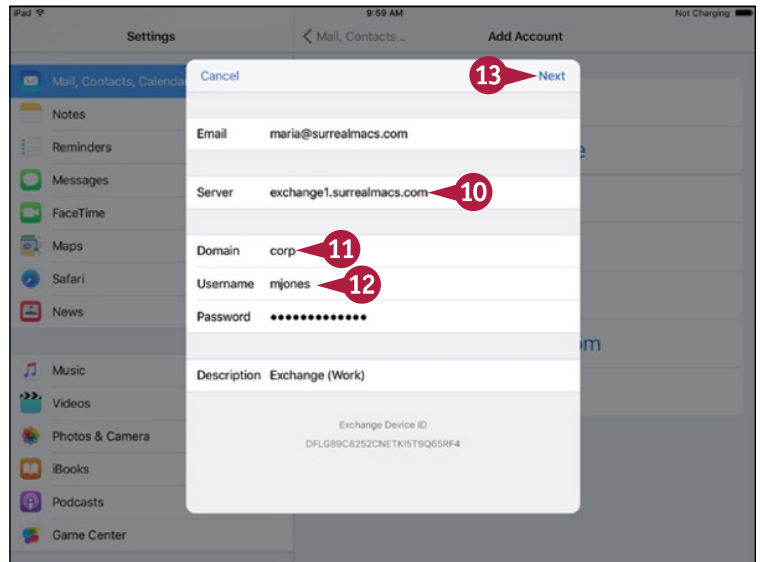 iPad 9:59 AM Not Charging
Settings Mail, Contacts... Add Account
Mail, Contacts, Calenda
Cancel 13 Next
Notes
Email maria@surrealmacs.com
Reminders
e
Messages
Server exchange1.surrealmacs.com 10
FaceTime
Maps
Domain corp 11
Safari
Username mjones 12
News
Password •••••••••••••
om
Music
Description Exchange (Work)
Videos
Exchange Device ID
Photos & Camera
DFLG89C8252CNETKI5T9Q65RF4
iBooks
Podcasts
Game Center